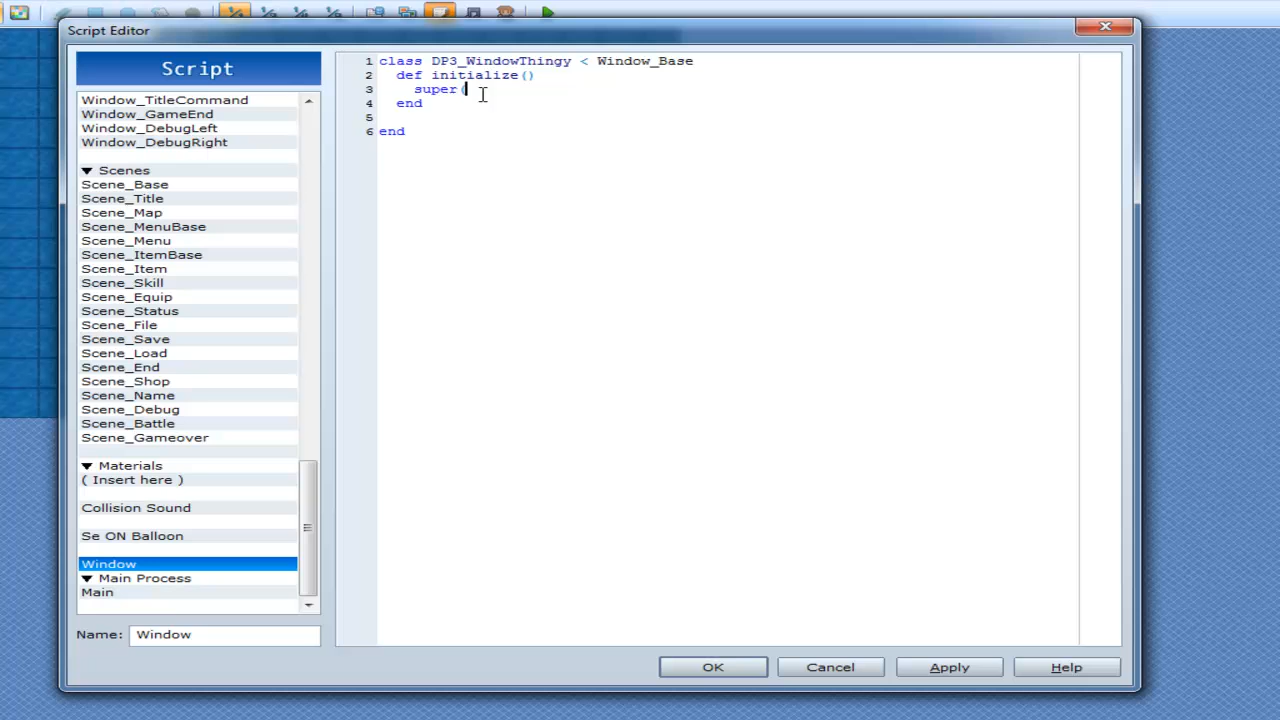 Script Editor
Script
Window_TitleCommand
Window_GameEnd
Window_DebugLeft
Window_DebugRight
▼ Scenes
Scene_Base
Scene_Title
Scene_Map
Scene_MenuBase
Scene_Menu
Scene_ItemBase
Scene_Item
Scene_Skill
Scene_Equip
Scene_Status
Scene_File
Scene_Save
Scene_Load
Scene_End
Scene_Shop
Scene_Name
Scene_Debug
Scene_Battle
Scene_Gameover
▼ Materials
( Insert here )
Collision Sound
Se ON Balloon
Window
▼ Main Process
Main
Name: Window
1 class DP3_WindowThingy < Window_Base
2 def initialize()
3 super(
4 end
5
6 end
OK Cancel Apply Help